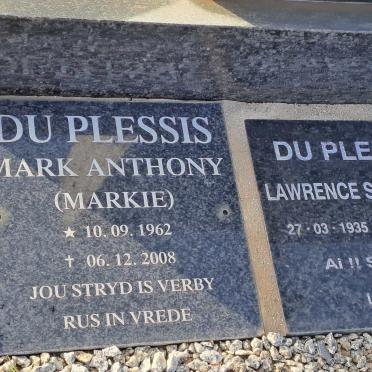 DU PLESSIS
MARK ANTHONY
(MARKIE)
★ 10. 09. 1962
† 06. 12. 2008
JOU STRYD IS VERBY
RUS IN VREDE
DU PLE
LAWRENCE S
27 · 03 · 1935
Ai !! S